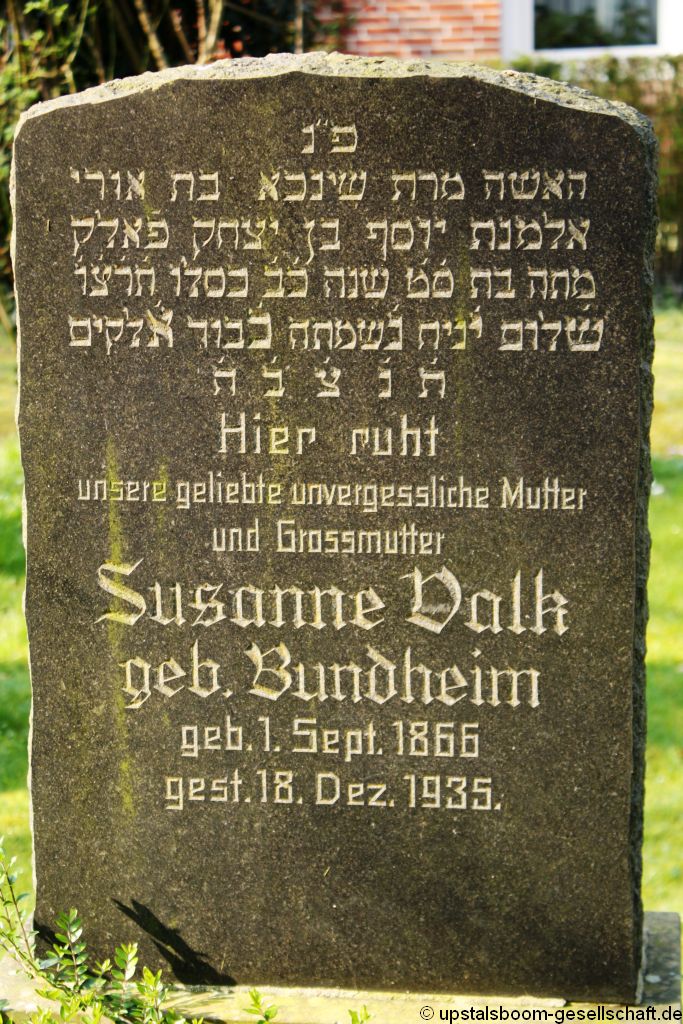 פ"נ
האשה מרת שינכא בת אורי
אלמנת יוסף בן יצחק פאלק
מתה בת סט שנה כב כסלו תרצו
שלום יניח נשמתה כבוד אלקים
ת נ צ ב ה
Hier ruht
unsere geliebte unvergessliche Mutter
und Grossmutter
Susanne Valk
geb. Bundheim
geb. 1. Sept. 1866
gest. 18. Dez. 1935.
© upstalsboom-gesellschaft.de